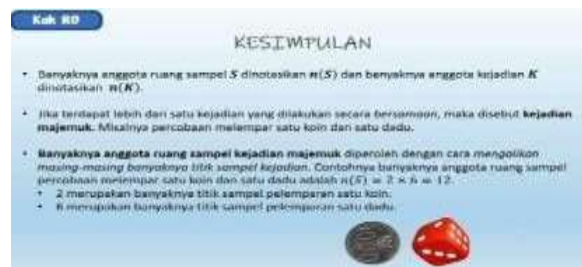 Kak RO
KESIMPULAN
• Banyaknya anggota ruang sampel S dinotasikan n(S) dan banyaknya anggota kejadian K
dinotasikan n(K).
• Jika terdapat lebih dari satu kejadian yang dilakukan secara bersamaan, maka disebut kejadian
majemuk. Misalnya percobaan melempar satu koin dan satu dadu.
• Banyaknya anggota ruang sampel kejadian majemuk diperoleh dengan cara mengalikan
masing-masing banyaknya titik sampel kejadian. Contohnya banyaknya anggota ruang sampel
percobaan melempar satu koin dan satu dadu adalah n(S) = 2 × 6 = 12.
• 2 merupakan banyaknya titik sampel pelemparan satu koin.
• 6 merupakan banyaknya titik sampel pelemparan satu dadu.